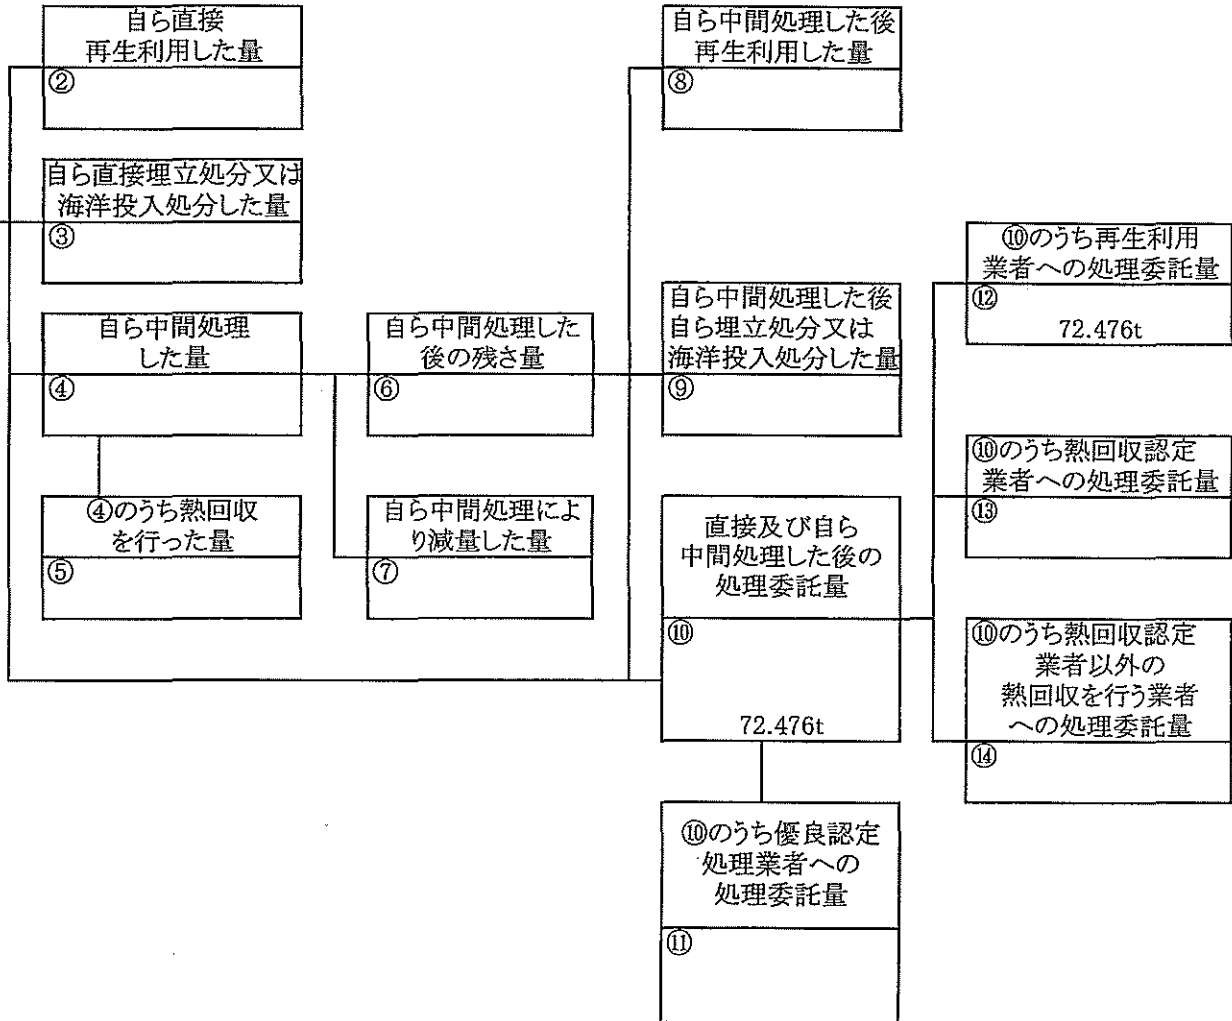 自ら直接
再生利用した量
②
自ら中間処理した後
再生利用した量
⑧
自ら直接埋立処分又は
海洋投入処分した量
③
⑩のうち再生利用
業者への処理委託量
⑫
72.476t
自ら中間処理
した量
④
自ら中間処理した
後の残さ量
⑥
自ら中間処理した後
自ら埋立処分又は
海洋投入処分した量
⑨
⑩のうち熱回収認定
業者への処理委託量
⑬
④のうち熱回収
を行った量
⑤
自ら中間処理によ
り減量した量
⑦
直接及び自ら
中間処理した後の
処理委託量
⑩
72.476t
⑩のうち熱回収認定
業者以外の
熱回収を行う業者
への処理委託量
⑭
⑩のうち優良認定
処理業者への
処理委託量
⑪